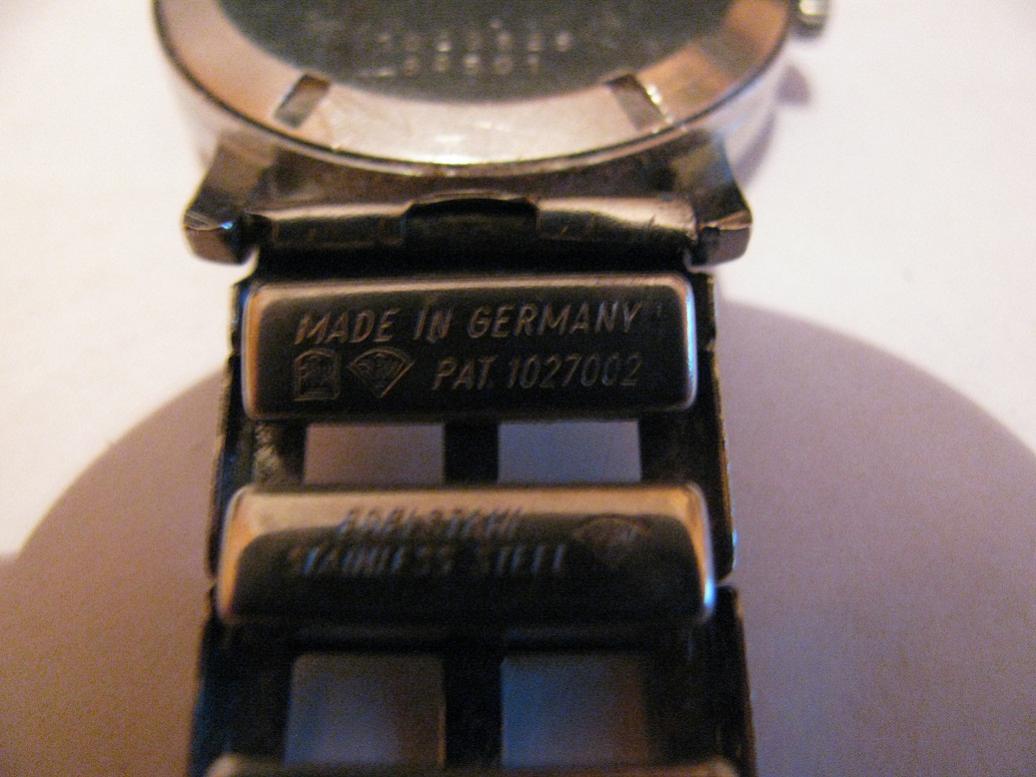 MADE IN GERMANY
PAT. 1027002
EDELSTAHL
STAINLESS STEEL